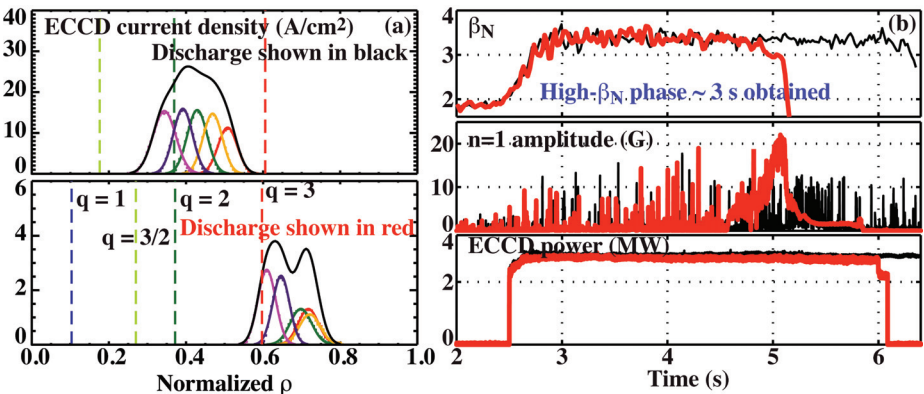 (a)
ECCD current density (A/cm2)
Discharge shown in black
40
30
20
10
0
q = 1
q = 3/2
q = 2
q = 3
Discharge shown in red
6
4
2
0
0.0 0.2 0.4 0.6 0.8 1.0
Normalized ρ
(b)
βN
High-βN phase ~ 3 s obtained
4
3
2
n=1 amplitude (G)
20
10
0
ECCD power (MW)
4
2
0
2 3 4 5 6
Time (s)